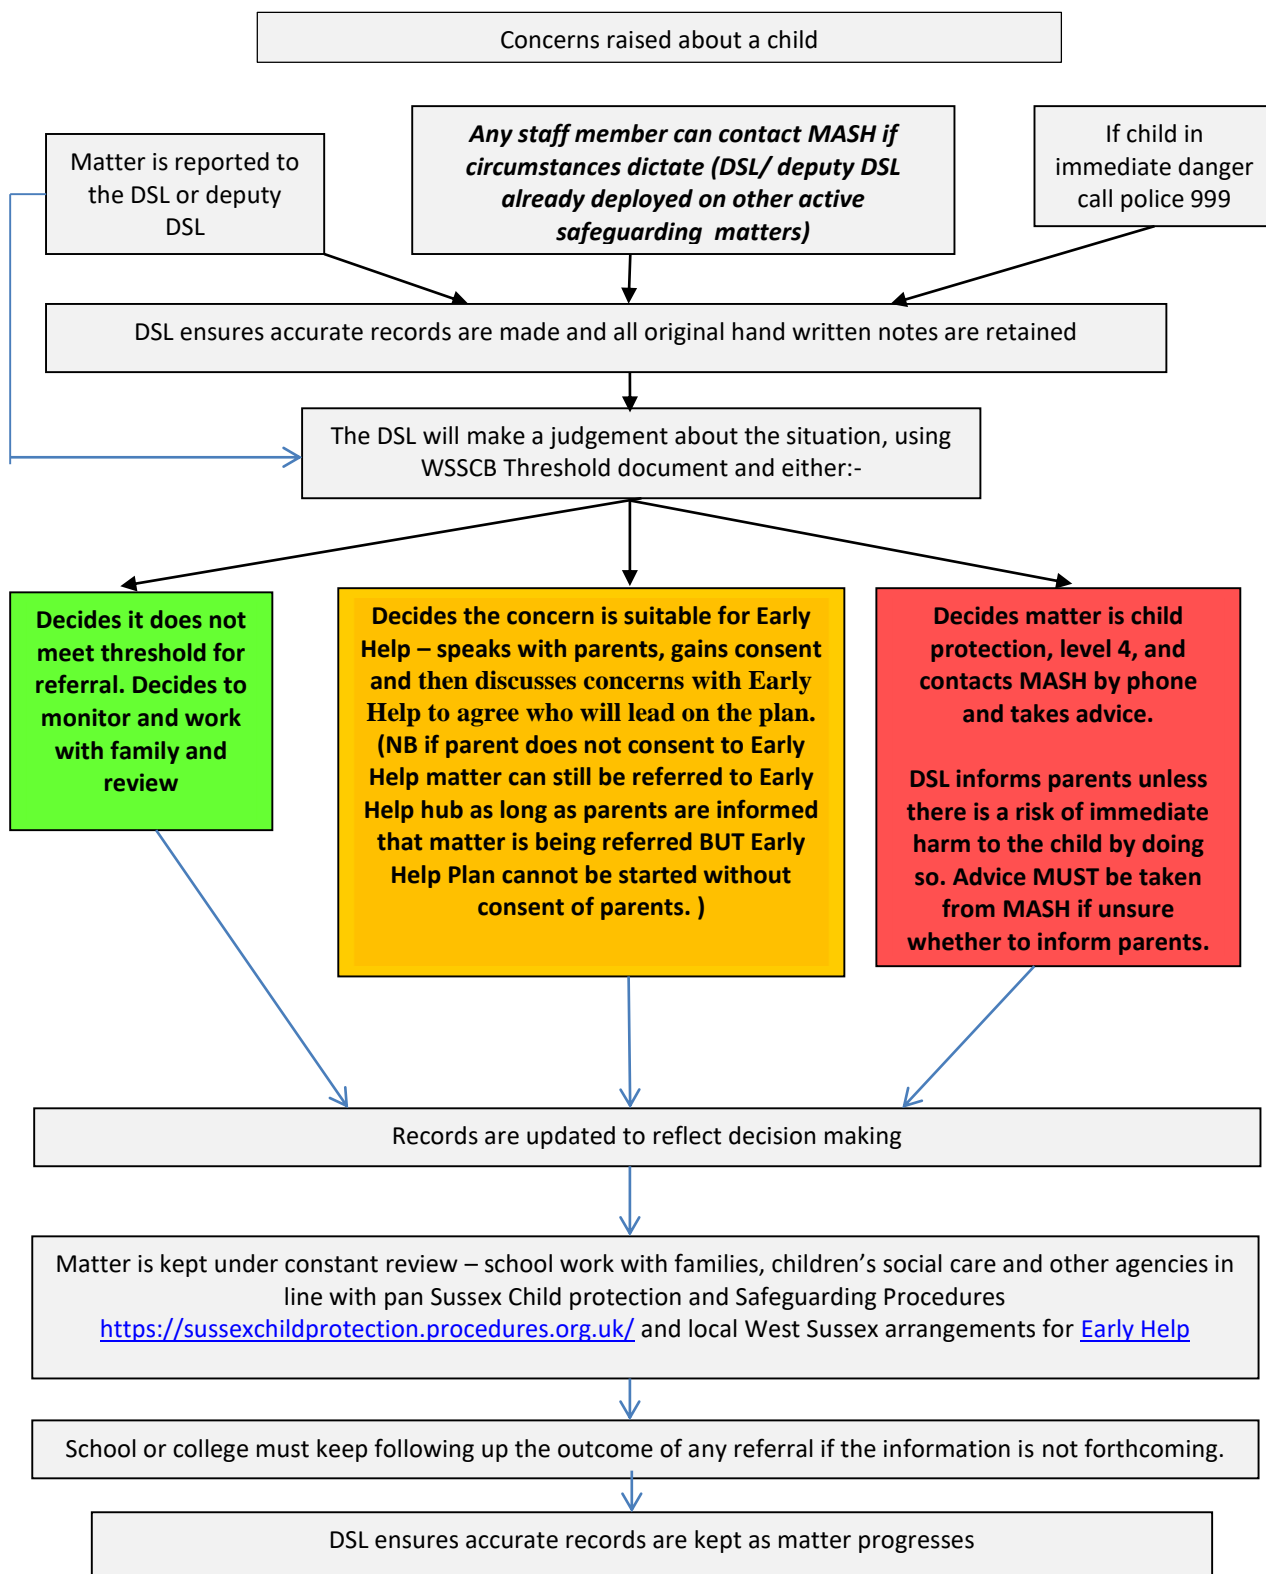 Concerns raised about a child
Matter is reported to
the DSL or deputy
DSL
Any staff member can contact MASH if
circumstances dictate (DSL/ deputy DSL
already deployed on other active
safeguarding matters)
If child in
immediate danger
call police 999
DSL ensures accurate records are made and all original hand written notes are retained
The DSL will make a judgement about the situation, using
WSSCB Threshold document and either:-
Decides it does not
meet threshold for
referral. Decides to
monitor and work
with family and
review
Decides the concern is suitable for Early
Help – speaks with parents, gains consent
and then discusses concerns with Early
Help to agree who will lead on the plan.
(NB if parent does not consent to Early
Help matter can still be referred to Early
Help hub as long as parents are informed
that matter is being referred BUT Early
Help Plan cannot be started without
consent of parents. )
Decides matter is child
protection, level 4, and
contacts MASH by phone
and takes advice.
DSL informs parents unless
there is a risk of immediate
harm to the child by doing
so. Advice MUST be taken
from MASH if unsure
whether to inform parents.
Records are updated to reflect decision making
Matter is kept under constant review – school work with families, children’s social care and other agencies in
line with pan Sussex Child protection and Safeguarding Procedures
https://sussexchildprotection.procedures.org.uk/ and local West Sussex arrangements for Early Help
School or college must keep following up the outcome of any referral if the information is not forthcoming.
DSL ensures accurate records are kept as matter progresses